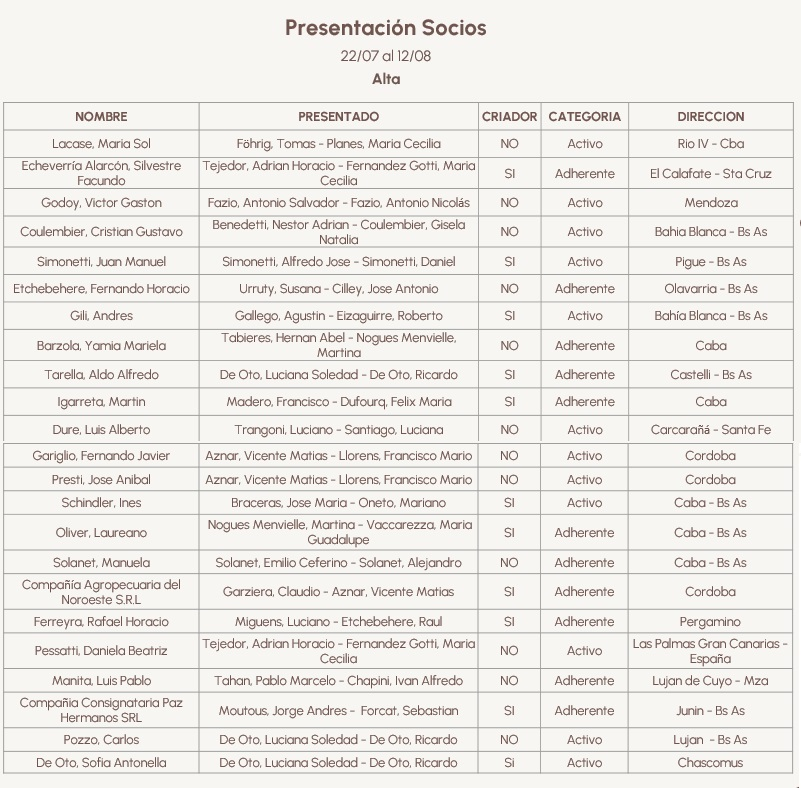 Presentación Socios
22/07 al 12/08
Alta
NOMBRE PRESENTADO CRIADOR CATEGORIA DIRECCION
Lacase, Maria Sol Föhrig, Tomas - Planes, Maria Cecilia NO Activo Rio IV - Cba
Echeverría Alarcón, Silvestre Facundo Tejedor, Adrian Horacio - Fernandez Gotti, Maria Cecilia SI Adherente El Calafate - Sta Cruz
Godoy, Victor Gaston Fazio, Antonio Salvador - Fazio, Antonio Nicolás NO Activo Mendoza
Coulembier, Cristian Gustavo Benedetti, Nestor Adrian - Coulembier, Gisela Natalia NO Activo Bahia Blanca - Bs As
Simonetti, Juan Manuel Simonetti, Alfredo Jose - Simonetti, Daniel SI Activo Pigue - Bs As
Etchebehere, Fernando Horacio Urruty, Susana - Cilley, Jose Antonio NO Adherente Olavarria - Bs As
Gili, Andres Gallego, Agustin - Eizaguirre, Roberto SI Activo Bahía Blanca - Bs As
Barzola, Yamia Mariela Tabieres, Hernan Abel - Nogues Menvielle, Martina NO Adherente Caba
Tarella, Aldo Alfredo De Oto, Luciana Soledad - De Oto, Ricardo SI Adherente Castelli - Bs As
Igarreta, Martin Madero, Francisco - Dufourq, Felix Maria SI Adherente Caba
Dure, Luis Alberto Trangoni, Luciano - Santiago, Luciana NO Activo Carcarañá - Santa Fe
Gariglio, Fernando Javier Aznar, Vicente Matias - Llorens, Francisco Mario NO Activo Cordoba
Presti, Jose Anibal Aznar, Vicente Matias - Llorens, Francisco Mario NO Activo Cordoba
Schindler, Ines Braceras, Jose Maria - Oneto, Mariano SI Activo Caba - Bs As
Oliver, Laureano Nogues Menvielle, Martina - Vaccarezza, Maria Guadalupe SI Adherente Caba - Bs As
Solanet, Manuela Solanet, Emilio Ceferino - Solanet, Alejandro NO Adherente Caba - Bs As
Compañía Agropecuaria del Noroeste S.R.L Garziera, Claudio - Aznar, Vicente Matias SI Adherente Cordoba
Ferreyra, Rafael Horacio Miguens, Luciano - Etchebehere, Raul SI Adherente Pergamino
Pessatti, Daniela Beatriz Tejedor, Adrian Horacio - Fernandez Gotti, Maria Cecilia NO Activo Las Palmas Gran Canarias - España
Manita, Luis Pablo Tahan, Pablo Marcelo - Chapini, Ivan Alfredo NO Adherente Lujan de Cuyo - Mza
Compañia Consignataria Paz Hermanos SRL Moutous, Jorge Andres - Forcat, Sebastian SI Adherente Junin - Bs As
Pozzo, Carlos De Oto, Luciana Soledad - De Oto, Ricardo NO Activo Lujan - Bs As
De Oto, Sofia Antonella De Oto, Luciana Soledad - De Oto, Ricardo Si Activo Chascomus